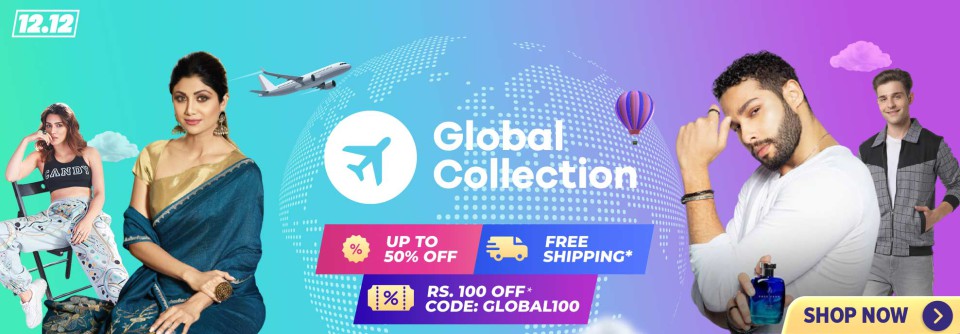 12.12
Global
Collection
UP TO
50% OFF
FREE
SHIPPING*
%
RS. 100 OFF*
CODE: GLOBAL100
%
CANDY
SHOP NOW